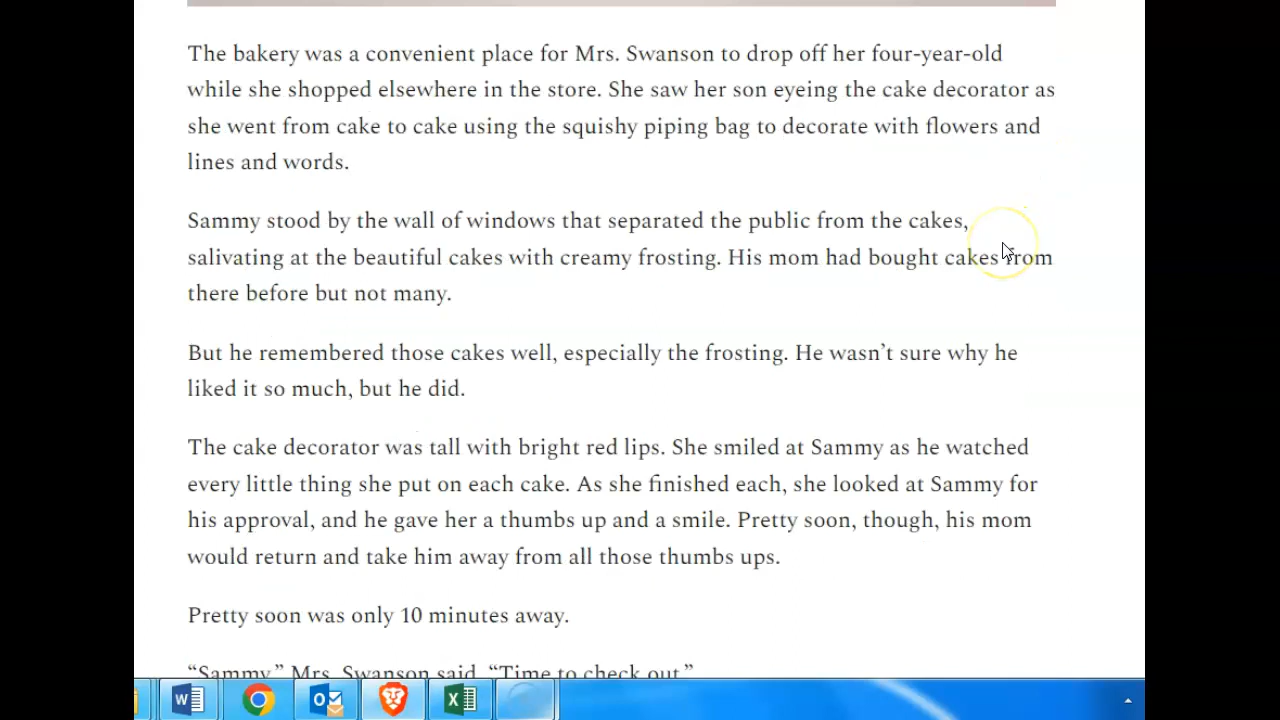 The bakery was a convenient place for Mrs. Swanson to drop off her four-year-old
while she shopped elsewhere in the store. She saw her son eyeing the cake decorator as
she went from cake to cake using the squishy piping bag to decorate with flowers and
lines and words.
Sammy stood by the wall of windows that separated the public from the cakes,
salivating at the beautiful cakes with creamy frosting. His mom had bought cakes from
there before but not many.
But he remembered those cakes well, especially the frosting. He wasn’t sure why he
liked it so much, but he did.
The cake decorator was tall with bright red lips. She smiled at Sammy as he watched
every little thing she put on each cake. As she finished each, she looked at Sammy for
his approval, and he gave her a thumbs up and a smile. Pretty soon, though, his mom
would return and take him away from all those thumbs ups.
Pretty soon was only 10 minutes away.
“Sammy,” Mrs. Swanson said. “Time to check out.”